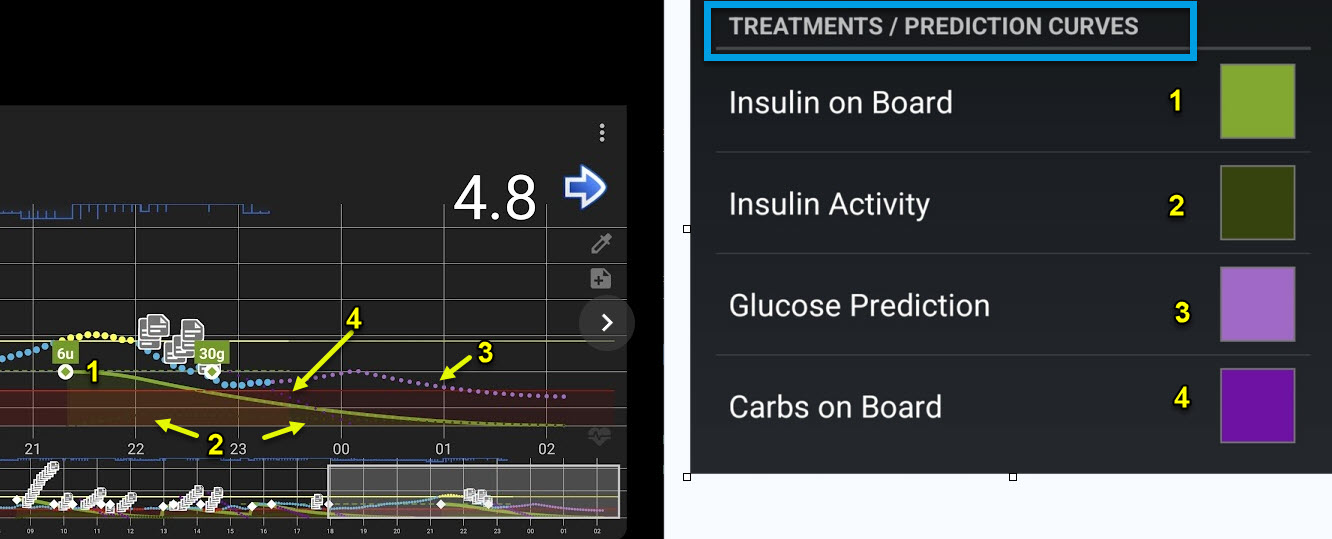 4.8
6u
30g
1
4
3
2
21 22 23 00 01 02
09 10 11 12 13 14 15 16 17 18 19 20 21 22 23 00 01 02
TREATMENTS / PREDICTION CURVES
Insulin on Board 1
Insulin Activity 2
Glucose Prediction 3
Carbs on Board 4